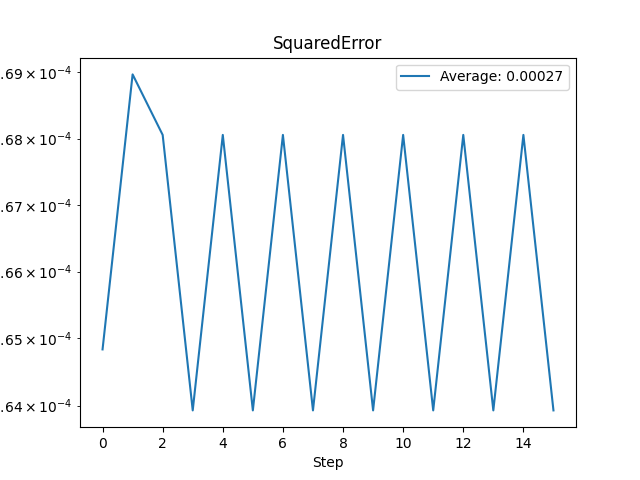 SquaredError
Average: 0.00027
.69 × 10⁻⁴
.68 × 10⁻⁴
.67 × 10⁻⁴
.66 × 10⁻⁴
.65 × 10⁻⁴
.64 × 10⁻⁴
0 2 4 6 8 10 12 14
Step